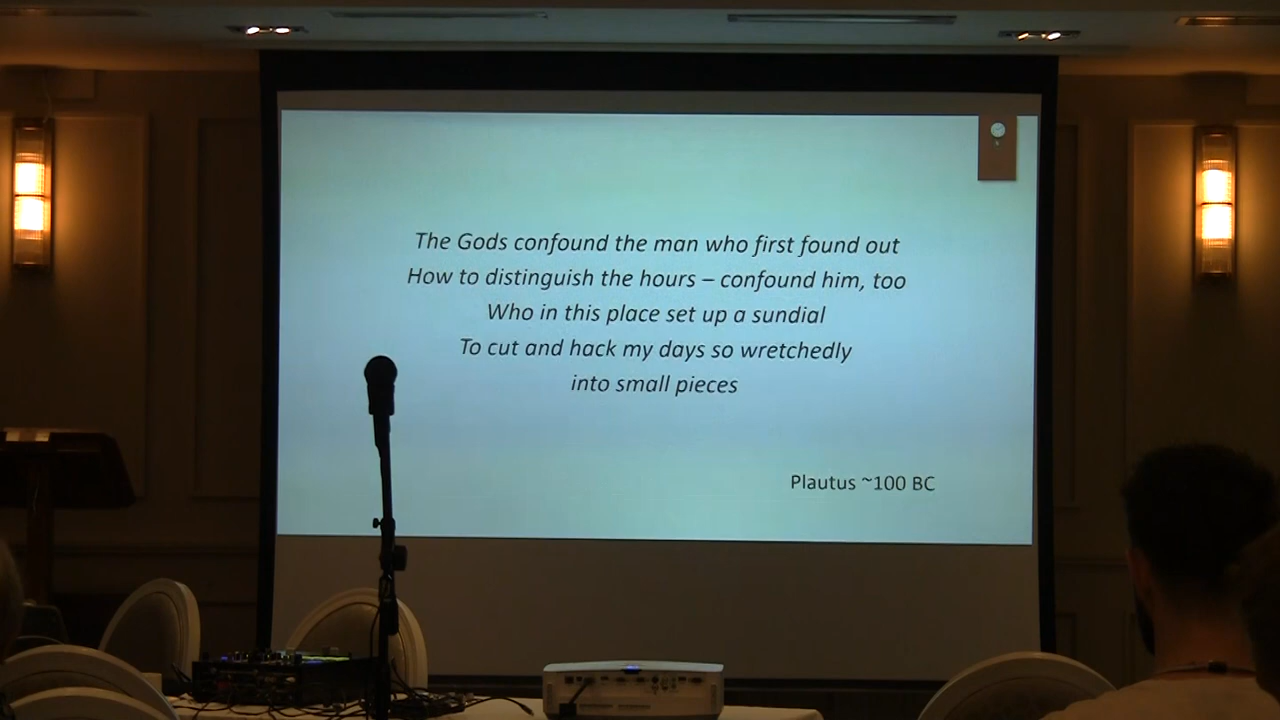 The Gods confound the man who first found out
How to distinguish the hours – confound him, too
Who in this place set up a sundial
To cut and hack my days so wretchedly
into small pieces
Plautus ~100 BC